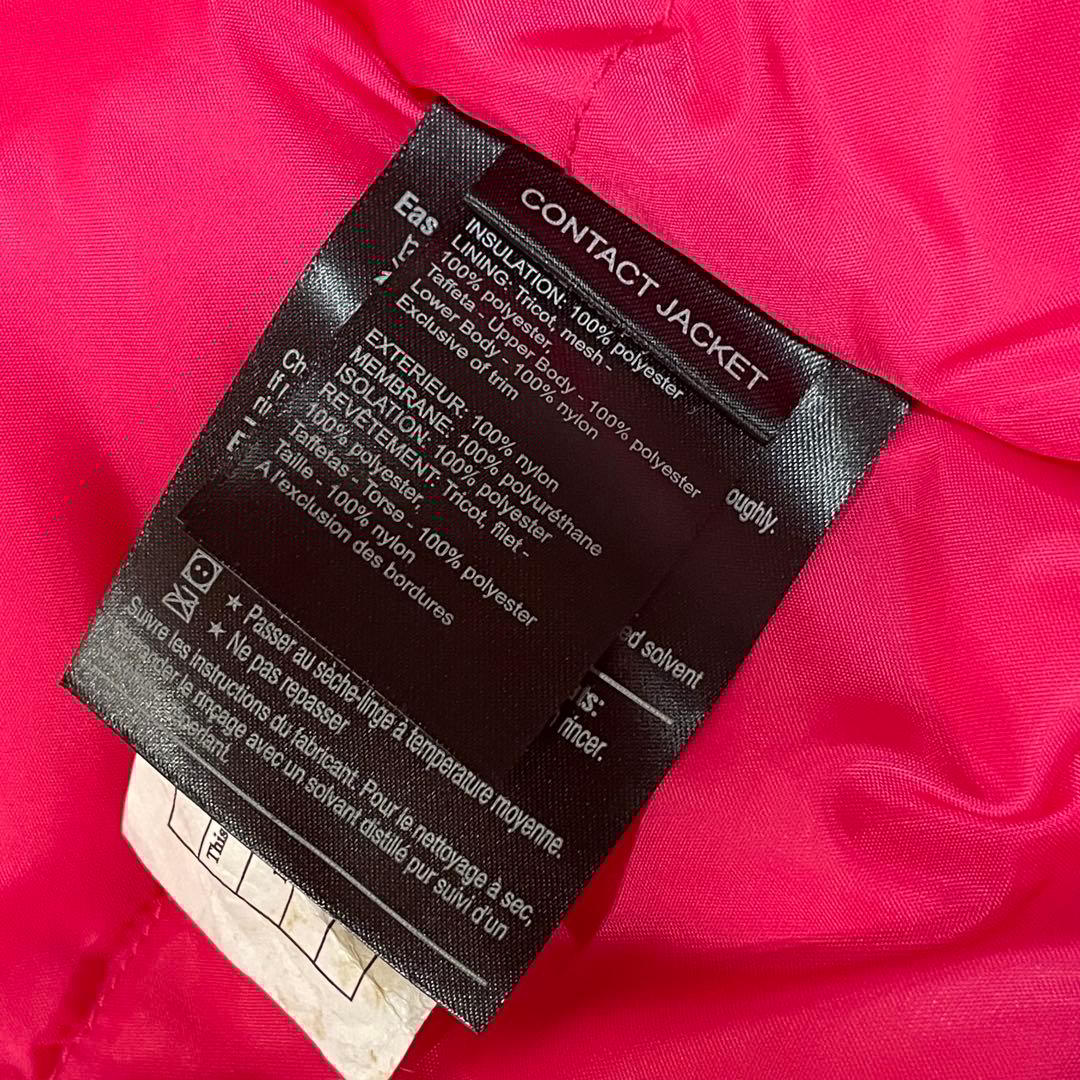 CONTACT JACKET
INSULATION: 100% polyester
LINING: Tricot, mesh -
100% polyester,
Taffeta - Upper Body - 100% polyester
Lower Body - 100% nylon
Exclusive of trim
EXTERIEUR: 100% nylon
MEMBRANE: 100% polyuréthane
ISOLATION: 100% polyester
REVÊTEMENT: Tricot, filet -
100% polyester,
Taffetas - Torse - 100% polyester
Taille - 100% nylon
A l'exclusion des bordures
Eas
oughly.
Ch
ed solvent
ts:
rincer.
★ Passer au sèche-linge à température moyenne.
★ Ne pas repasser
Suivre les instructions du fabricant. Pour le nettoyage à sec,
le rinçage avec un solvant distillé pur suivi d'un
This